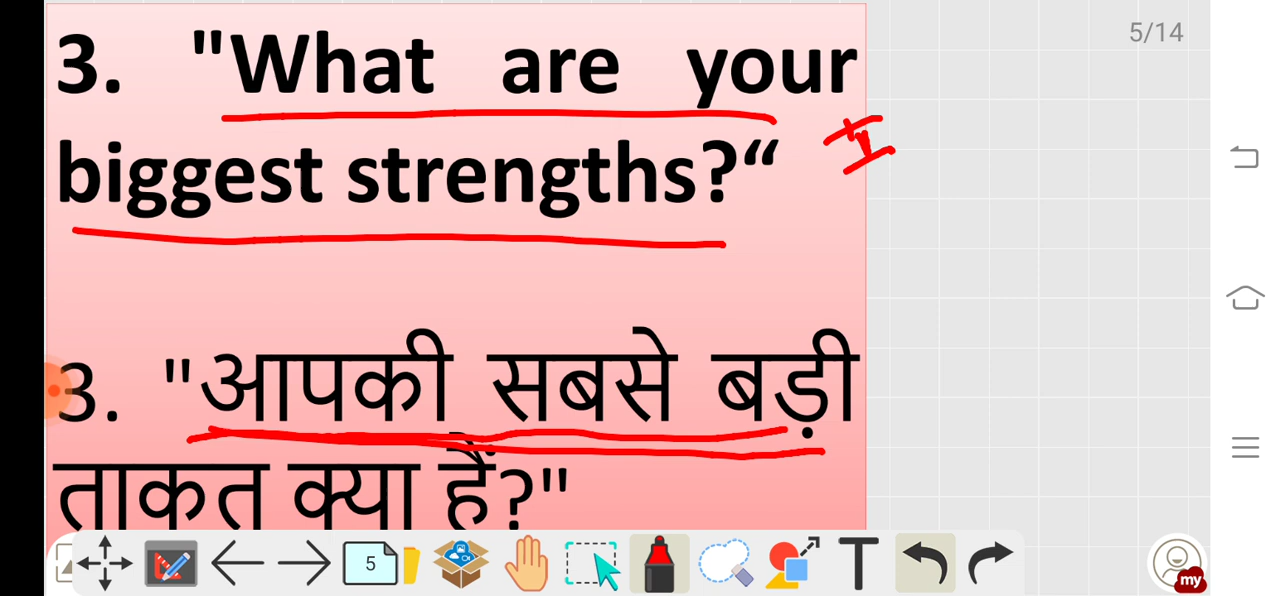 5/14
3. "What are your
biggest strengths?“
I
3. "आपकी सबसे बड़ी
ताकत क्या हैं?"
5
T
my